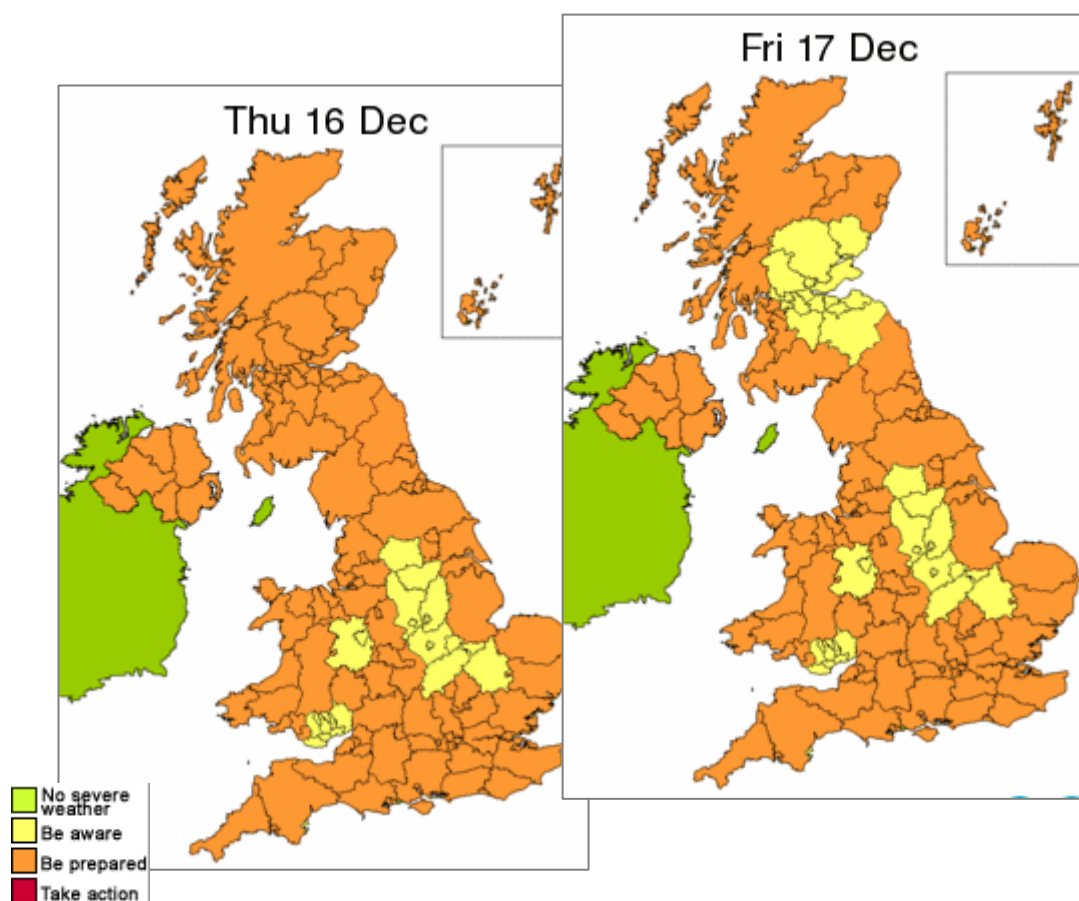 Thu 16 Dec
Fri 17 Dec
No severe
weather
Be aware
Be prepared
Take action